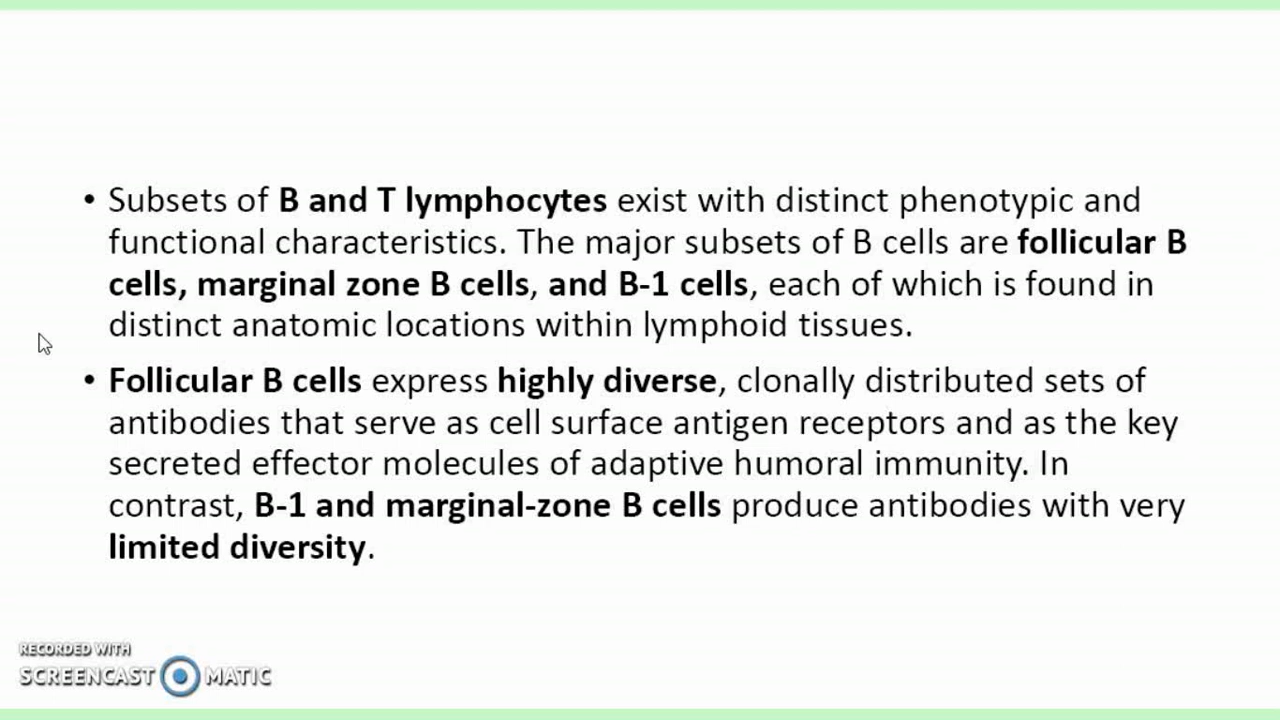 • Subsets of B and T lymphocytes exist with distinct phenotypic and
functional characteristics. The major subsets of B cells are follicular B
cells, marginal zone B cells, and B-1 cells, each of which is found in
distinct anatomic locations within lymphoid tissues.
• Follicular B cells express highly diverse, clonally distributed sets of
antibodies that serve as cell surface antigen receptors and as the key
secreted effector molecules of adaptive humoral immunity. In
contrast, B-1 and marginal-zone B cells produce antibodies with very
limited diversity.
RECORDED WITH
SCREENCAST MATIC